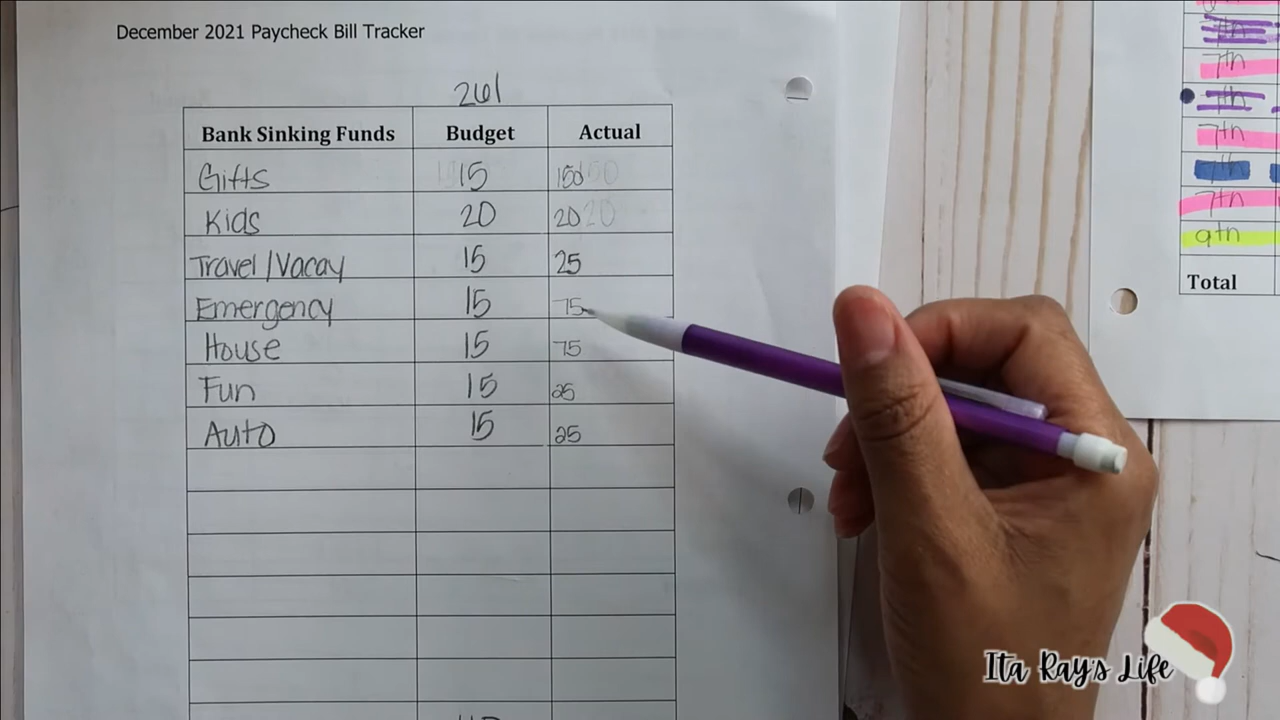 December 2021 Paycheck Bill Tracker
261
Bank Sinking Funds Budget Actual
Gifts 15 150
Kids 20 20
Travel/Vacay 15 25
Emergency 15 75
House 15 75
Fun 15 25
Auto 15 25
7th
7th
7th
7th
9th
Total
Ita Ray's Life